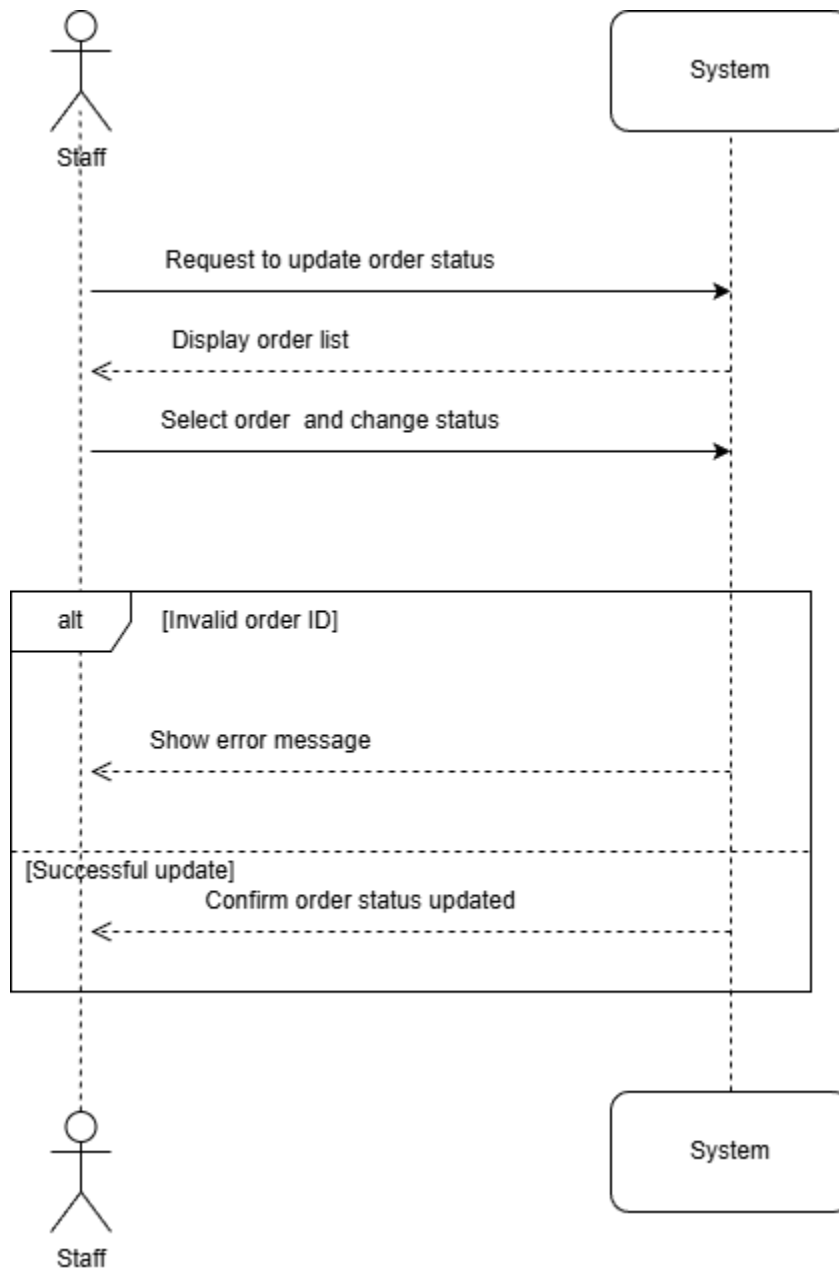 System
Staff
Request to update order status
Display order list
Select order  and change status
alt
[Invalid order ID]
Show error message
[Successful update]
Confirm order status updated
System
Staff